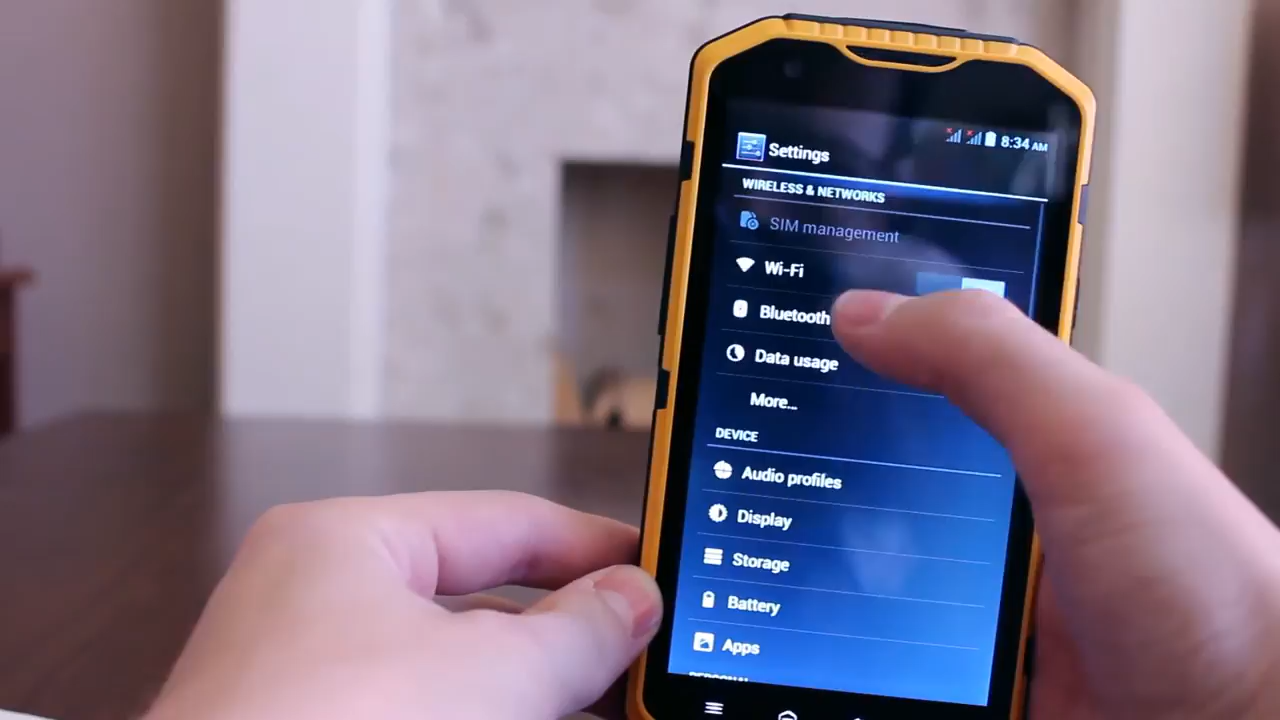 8:34 AM
Settings
WIRELESS & NETWORKS
SIM management
Wi-Fi
Bluetooth
Data usage
More...
DEVICE
Audio profiles
Display
Storage
Battery
Apps